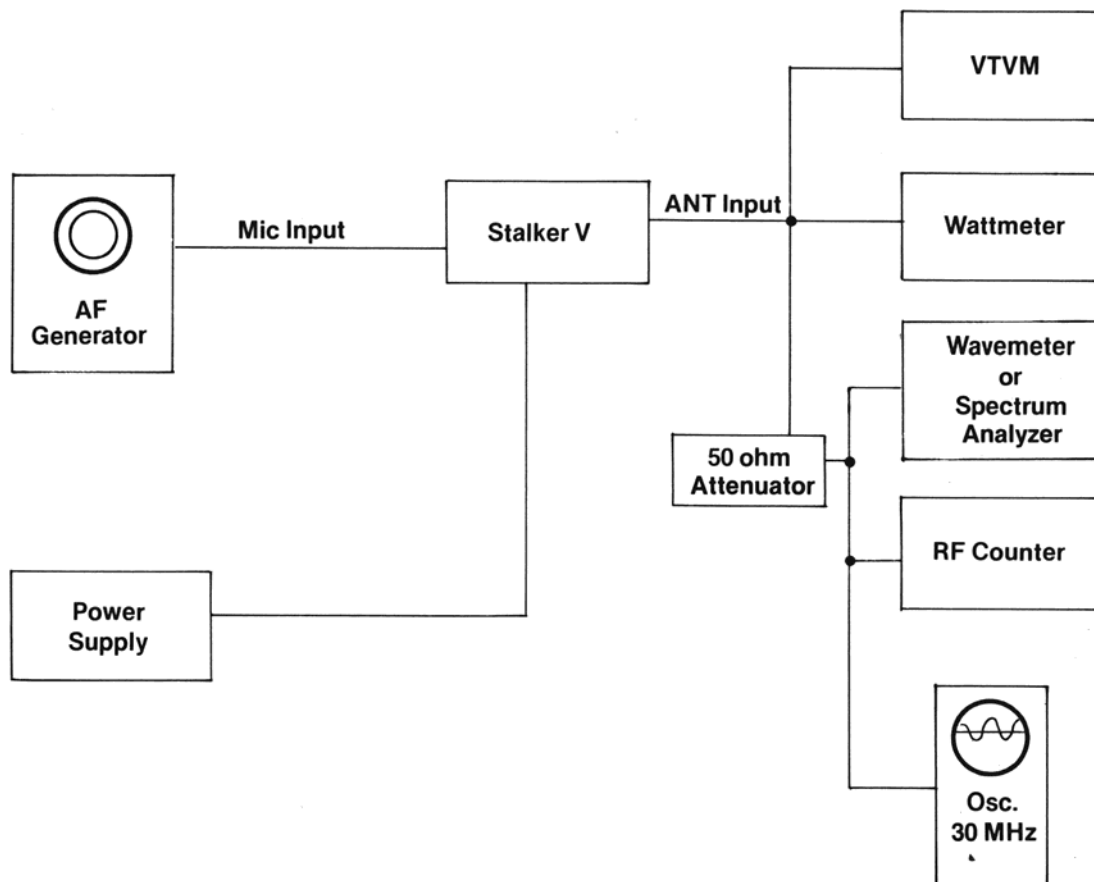 VTVM
ANT Input
Wattmeter
Mic Input
Stalker V
AF
Generator
Wavemeter
or
Spectrum
Analyzer
50 ohm
Attenuator
RF Counter
Power
Supply
Osc.
30 MHz